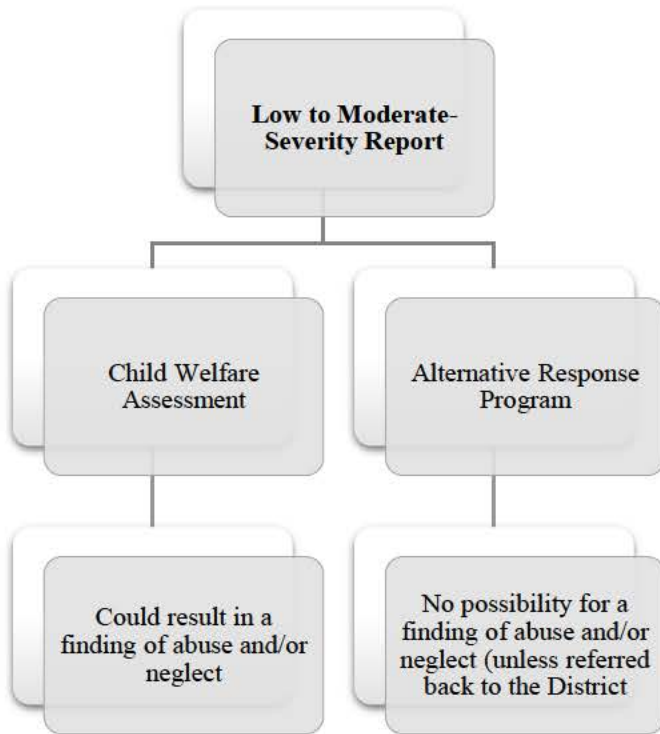 Low to Moderate-
Severity Report
Child Welfare
Assessment
Alternative Response
Program
Could result in a
finding of abuse and/or
neglect
No possibility for a
finding of abuse and/or
neglect (unless referred
back to the District